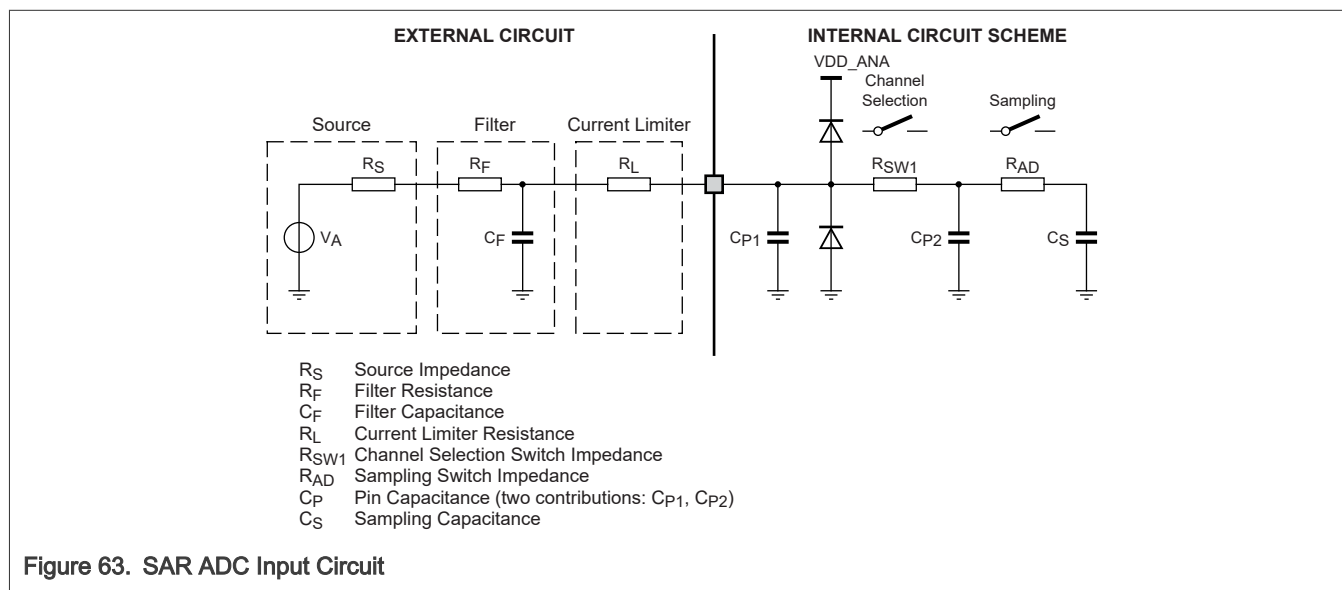 EXTERNAL CIRCUIT
INTERNAL CIRCUIT SCHEME
VDD_ANA
Channel
Selection
Sampling
Source
Filter
Current Limiter
RS
RF
RL
RSW1
RAD
VA
CF
CP1
CP2
CS
RS Source Impedance
RF Filter Resistance
CF Filter Capacitance
RL Current Limiter Resistance
RSW1 Channel Selection Switch Impedance
RAD Sampling Switch Impedance
CP Pin Capacitance (two contributions: CP1, CP2)
CS Sampling Capacitance
Figure 63. SAR ADC Input Circuit